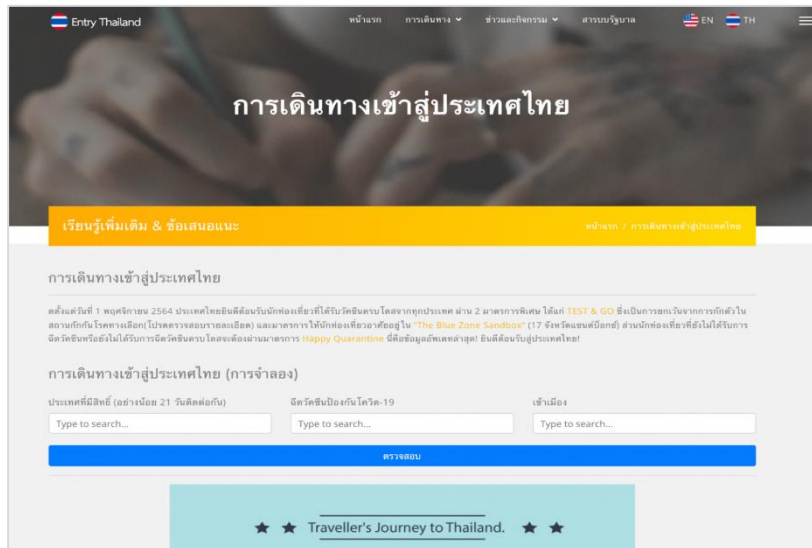 Entry Thailand
หน้าแรก การเดินทาง ข่าวและกิจกรรม สารบบรัฐบาล EN TH
การเดินทางเข้าสู่ประเทศไทย
เรียนรู้เพิ่มเติม & ข้อเสนอแนะ
หน้าแรก / การเดินทางเข้าสู่ประเทศไทย
การเดินทางเข้าสู่ประเทศไทย
ตั้งแต่วันที่ 1 พฤศจิกายน 2564 ประเทศไทยยินดีต้อนรับนักท่องเที่ยวที่ได้รับวัคซีนครบโดสจากทุกประเทศ ผ่าน 2 มาตรการพิเศษ ได้แก่ TEST & GO ซึ่งเป็นการยกเว้นจากการกักตัวใน
สถานกักกันโรคทางเลือก(โปรดตรวจสอบรายละเอียด) และมาตรการให้นักท่องเที่ยวอาศัยอยู่ใน "The Blue Zone Sandbox" (17 จังหวัดแซนด์บ็อกซ์) ส่วนนักท่องเที่ยวที่ยังไม่ได้รับการ
ฉีดวัคซีนหรือยังไม่ได้รับการฉีดวัคซีนครบโดสจะต้องผ่านมาตรการ Happy Quarantine นี่คือข้อมูลอัพเดทล่าสุด! ยินดีต้อนรับสู่ประเทศไทย!
การเดินทางเข้าสู่ประเทศไทย (การจำลอง)
ประเทศที่มีสิทธิ์ (อย่างน้อย 21 วันติดต่อกัน) ฉีดวัคซีนป้องกันโควิด-19 เข้าเมือง
Type to search... Type to search... Type to search...
ตรวจสอบ
Traveller's Journey to Thailand.